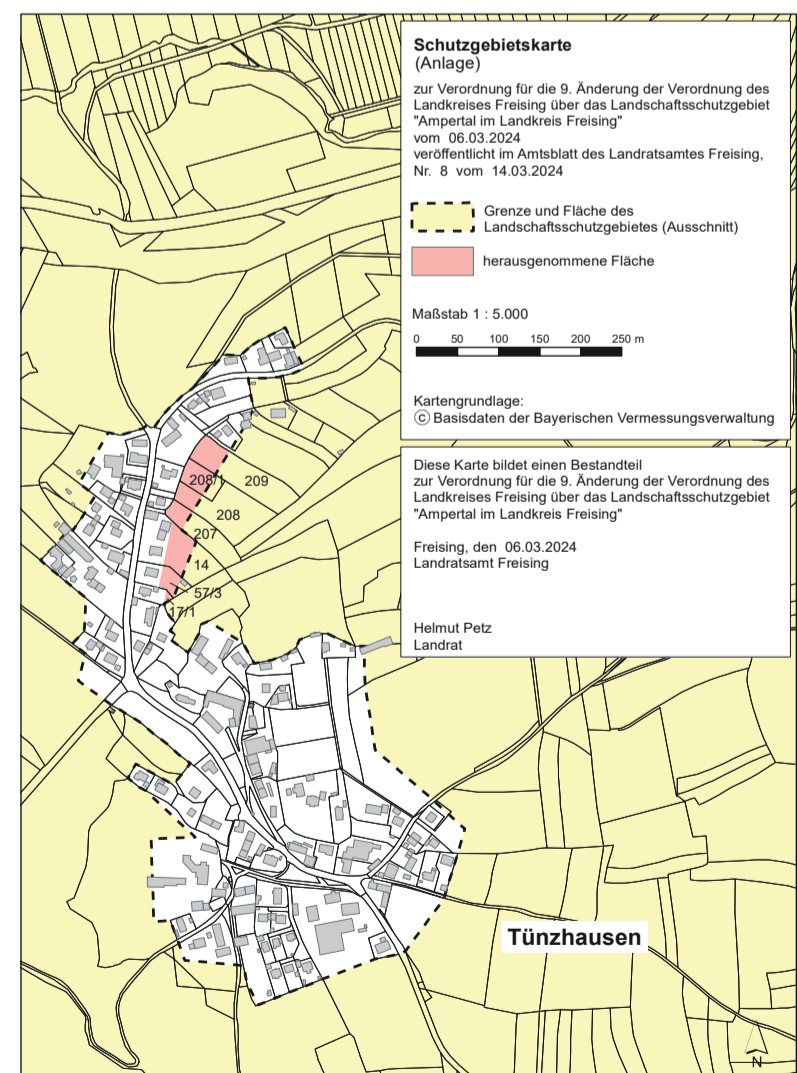 Schutzgebietskarte
(Anlage)
zur Verordnung für die 9. Änderung der Verordnung des
Landkreises Freising über das Landschaftsschutzgebiet
"Ampertal im Landkreis Freising"
vom 06.03.2024
veröffentlicht im Amtsblatt des Landratsamtes Freising,
Nr. 8 vom 14.03.2024
Grenze und Fläche des
Landschaftsschutzgebietes (Ausschnitt)
herausgenommene Fläche
Maßstab 1 : 5.000
0 50 100 150 200 250 m
Kartengrundlage:
© Basisdaten der Bayerischen Vermessungsverwaltung
Diese Karte bildet einen Bestandteil
zur Verordnung für die 9. Änderung der Verordnung des
Landkreises Freising über das Landschaftsschutzgebiet
"Ampertal im Landkreis Freising"
Freising, den 06.03.2024
Landratsamt Freising
Helmut Petz
Landrat
208/1 209
208
207
14
57/3
17/1
Tünzhausen
N